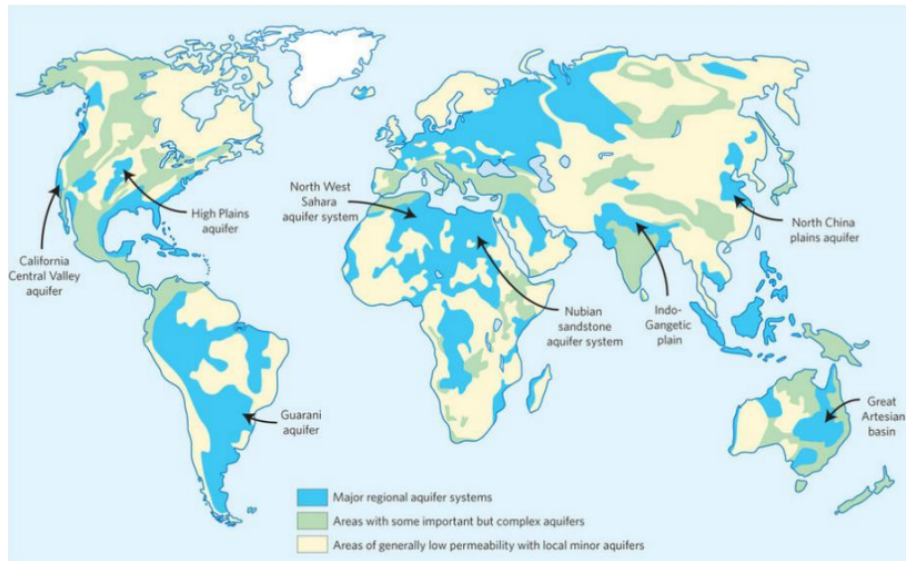 North West
Sahara
aquifer system
High Plains
aquifer
California
Central Valley
aquifer
North China
plains aquifer
Nubian
sandstone
aquifer system
Indo-
Gangetic
plain
Guarani
aquifer
Great
Artesian
basin
Major regional aquifer systems
Areas with some important but complex aquifers
Areas of generally low permeability with local minor aquifers